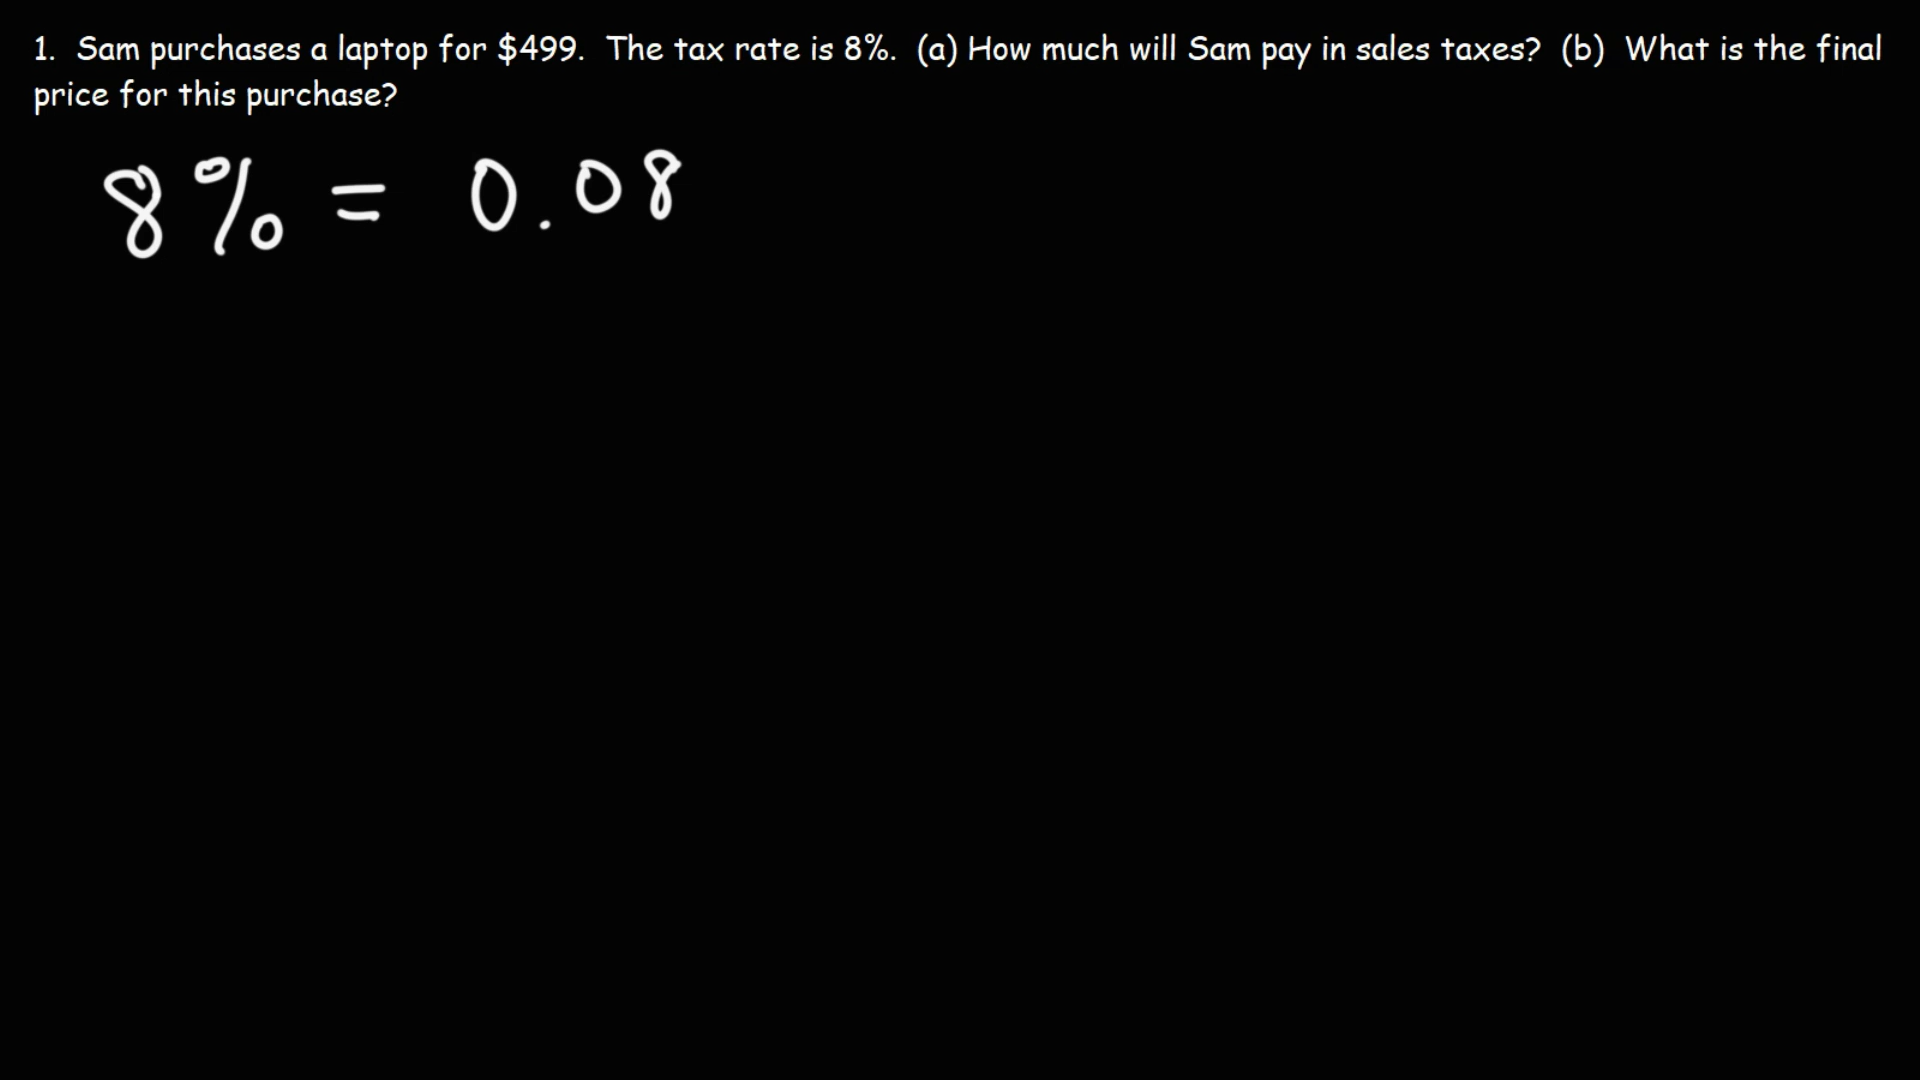 1. Sam purchases a laptop for $499. The tax rate is 8%. (a) How much will Sam pay in sales taxes? (b) What is the final
price for this purchase?
8% = 0.08